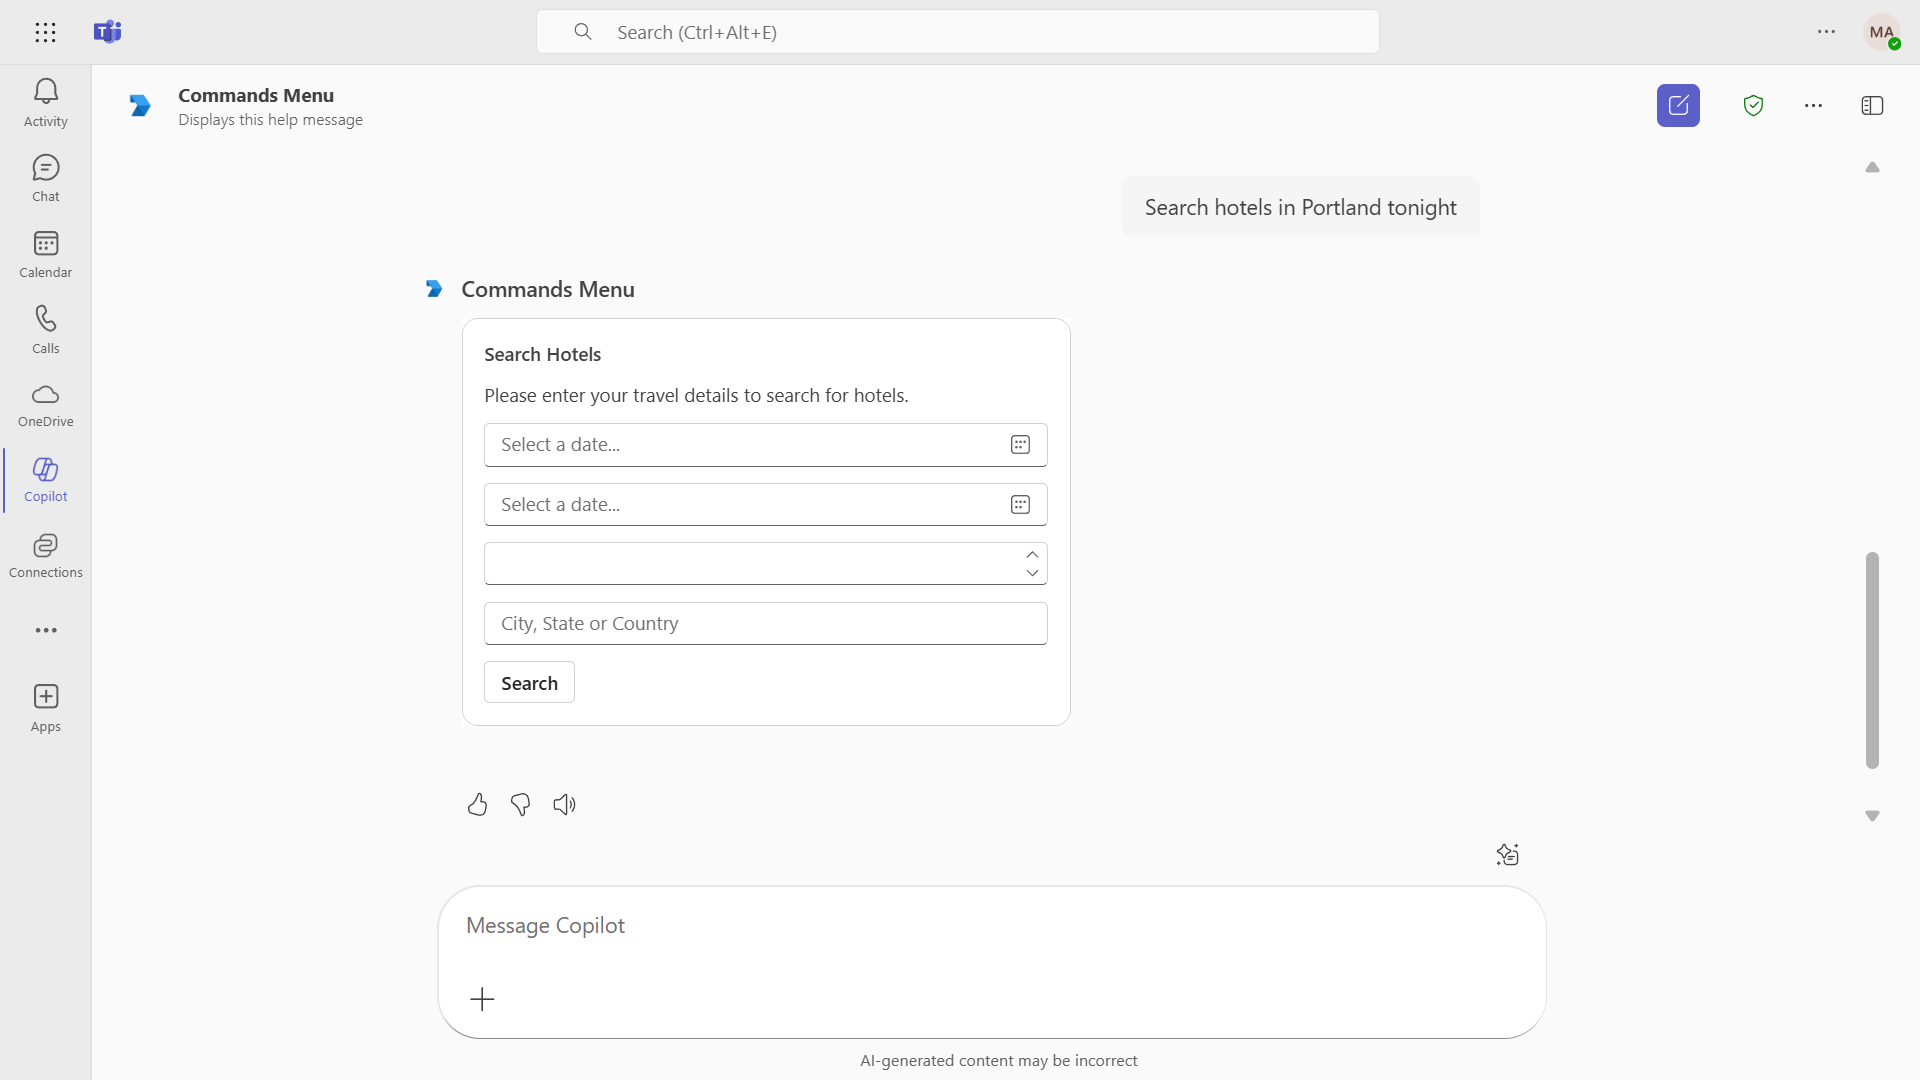 Search (Ctrl+Alt+E)
MA
Activity
Chat
Calendar
Calls
OneDrive
Copilot
Connections
Apps
Commands Menu
Displays this help message
Search hotels in Portland tonight
Commands Menu
Search Hotels
Please enter your travel details to search for hotels.
Select a date...
Select a date...
City, State or Country
Search
Message Copilot
AI-generated content may be incorrect